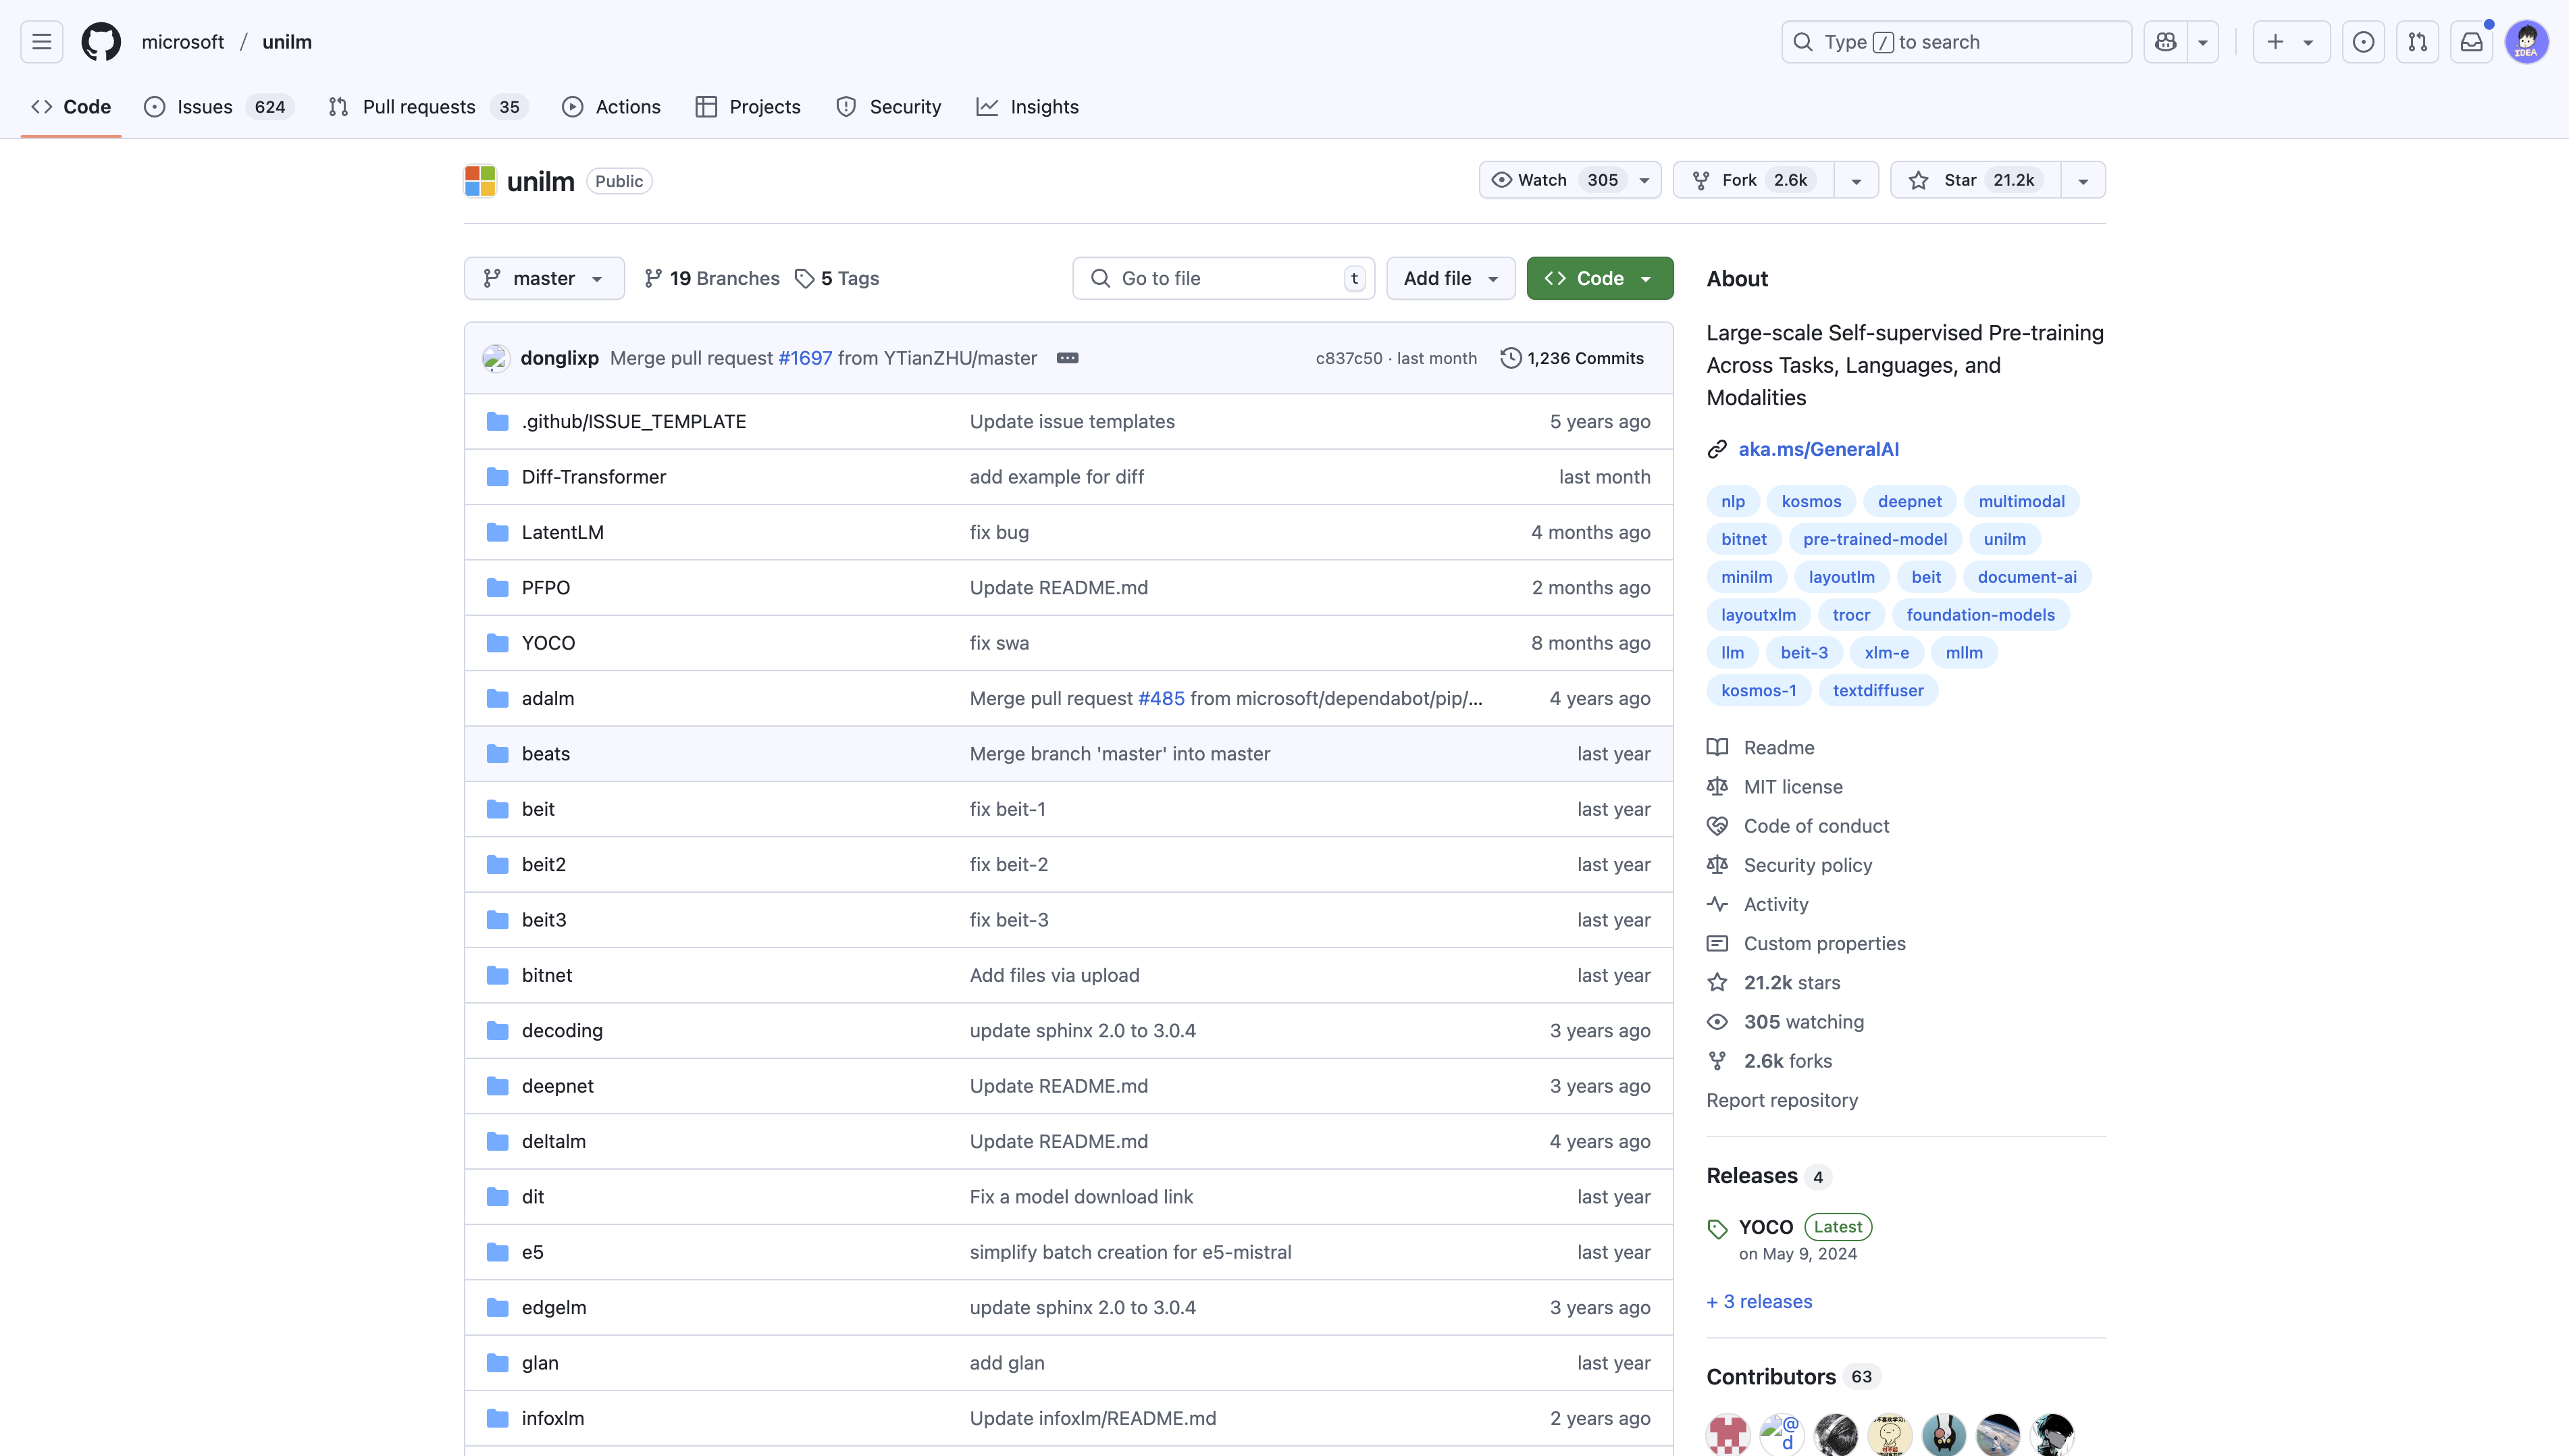 microsoft / unilm
Type / to search
Code
Issues 624
Pull requests 35
Actions
Projects
Security
Insights
IDEA
unilm Public
Watch 305
Fork 2.6k
Star 21.2k
master
19 Branches
5 Tags
Go to file t
Add file
Code
donglixp Merge pull request #1697 from YTianZHU/master c837c50 · last month 1,236 Commits
.github/ISSUE_TEMPLATE Update issue templates 5 years ago
Diff-Transformer add example for diff last month
LatentLM fix bug 4 months ago
PFPO Update README.md 2 months ago
YOCO fix swa 8 months ago
adalm Merge pull request #485 from microsoft/dependabot/pip/... 4 years ago
beats Merge branch 'master' into master last year
beit fix beit-1 last year
beit2 fix beit-2 last year
beit3 fix beit-3 last year
bitnet Add files via upload last year
decoding update sphinx 2.0 to 3.0.4 3 years ago
deepnet Update README.md 3 years ago
deltalm Update README.md 4 years ago
dit Fix a model download link last year
e5 simplify batch creation for e5-mistral last year
edgelm update sphinx 2.0 to 3.0.4 3 years ago
glan add glan last year
infoxlm Update infoxlm/README.md 2 years ago
About
Large-scale Self-supervised Pre-training
Across Tasks, Languages, and
Modalities
aka.ms/GeneralAI
nlp kosmos deepnet multimodal
bitnet pre-trained-model unilm
minilm layoutlm beit document-ai
layoutxlm trocr foundation-models
llm beit-3 xlm-e mllm
kosmos-1 textdiffuser
Readme
MIT license
Code of conduct
Security policy
Activity
Custom properties
21.2k stars
305 watching
2.6k forks
Report repository
Releases 4
YOCO Latest
on May 9, 2024
+ 3 releases
Contributors 63
@
d